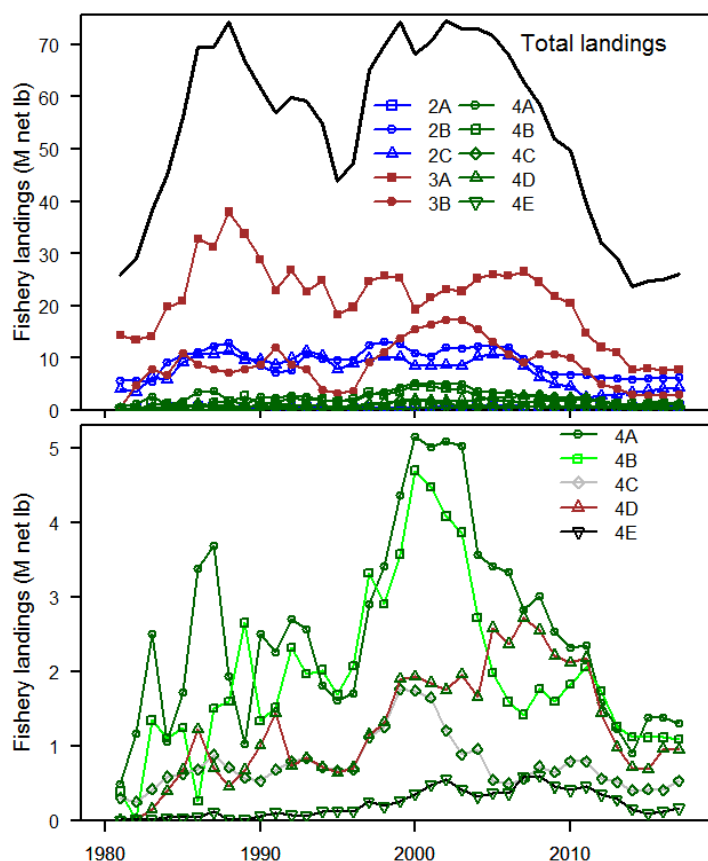 Fishery landings (M net lb)
70
60
50
40
30
20
10
0
Total landings
2A 4A
2B 4B
2C 4C
3A 4D
3B 4E
Fishery landings (M net lb)
5
4
3
2
1
0
4A
4B
4C
4D
4E
1980 1990 2000 2010